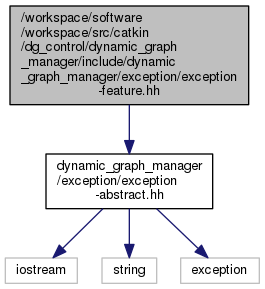 /workspace/software
/workspace/src/catkin
/dg_control/dynamic_graph
_manager/include/dynamic
_graph_manager/exception/exception
-feature.hh
dynamic_graph_manager
/exception/exception
-abstract.hh
iostream
string
exception